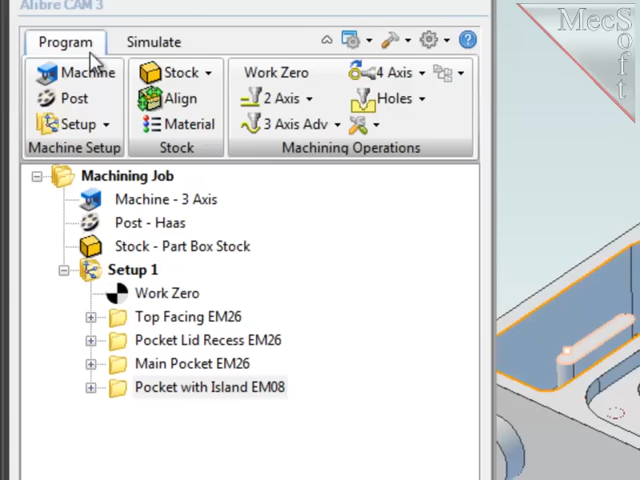 Alibre CAM 3
MecSoft
Program
Simulate
Machine
Stock
Work Zero
4 Axis
Post
Align
2 Axis
Holes
Setup
Material
3 Axis Adv
Machine Setup
Stock
Machining Operations
Machining Job
Machine - 3 Axis
Post - Haas
Stock - Part Box Stock
Setup 1
Work Zero
Top Facing EM26
Pocket Lid Recess EM26
Main Pocket EM26
Pocket with Island EM08